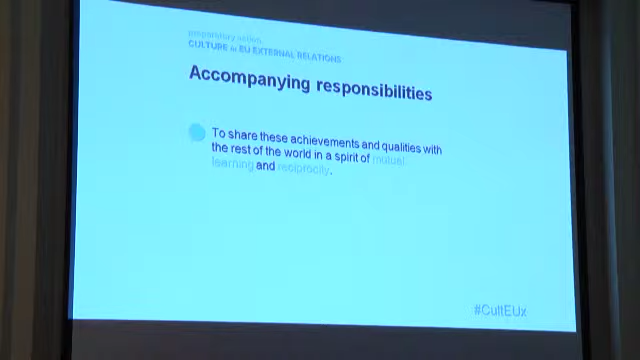 preparatory action
CULTURE in EU EXTERNAL RELATIONS
Accompanying responsibilities
To share these achievements and qualities with
the rest of the world in a spirit of mutual
learning and reciprocity.
#CultEUx